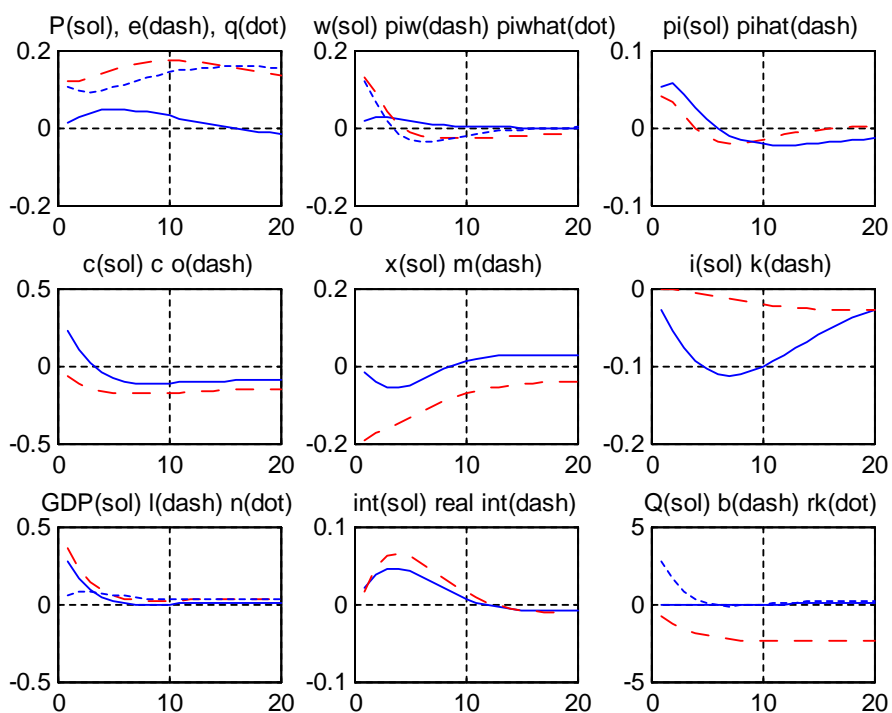 P(sol), e(dash), q(dot)
w(sol) piw(dash) piwhat(dot)
pi(sol) pihat(dash)
0.2
0
-0.2
0 10 20
0.2
0
-0.2
0 10 20
0.1
0
-0.1
0 10 20
c(sol) c o(dash)
x(sol) m(dash)
i(sol) k(dash)
0.5
0
-0.5
0 10 20
0.2
0
-0.2
0 10 20
0
-0.1
-0.2
0 10 20
GDP(sol) l(dash) n(dot)
int(sol) real int(dash)
Q(sol) b(dash) rk(dot)
0.5
0
-0.5
0 10 20
0.1
0
-0.1
0 10 20
5
0
-5
0 10 20